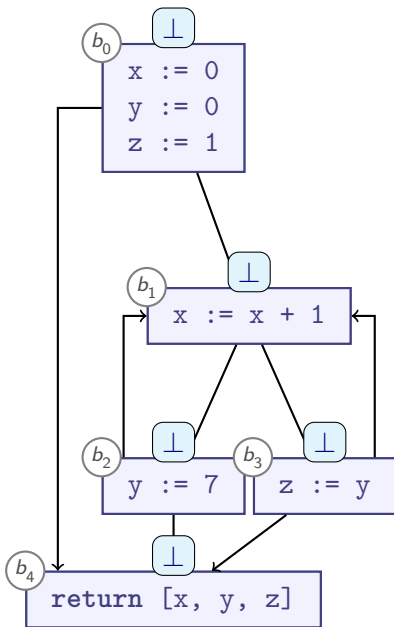 ⊥
b0
x := 0
y := 0
z := 1
⊥
b1
x := x + 1
⊥
b2
y := 7
⊥
b3
z := y
⊥
b4
return [x, y, z]